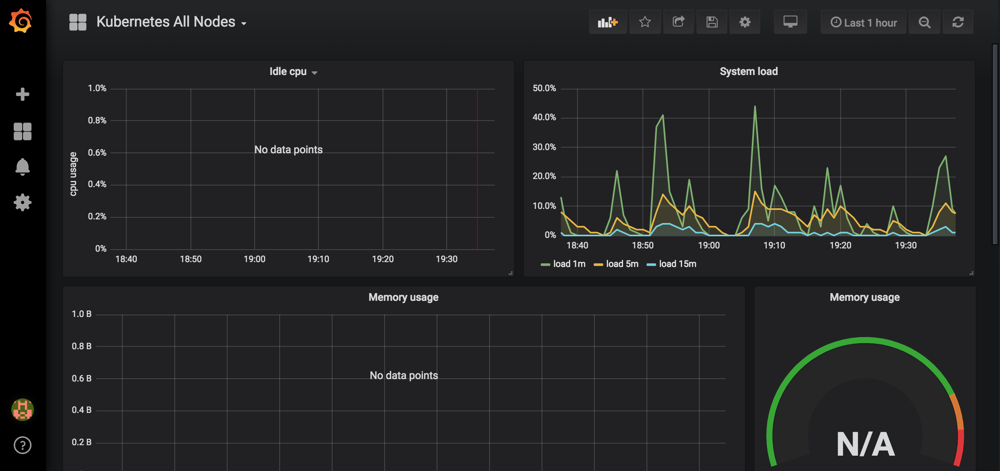 Kubernetes All Nodes
Last 1 hour
Idle cpu
1.0%
0.8%
0.6%
0.4%
0.2%
0%
cpu usage
No data points
18:40 18:50 19:00 19:10 19:20 19:30
System load
50.0%
40.0%
30.0%
20.0%
10.0%
0%
18:40 18:50 19:00 19:10 19:20 19:30
load 1m load 5m load 15m
Memory usage
1.0 B
0.8 B
0.6 B
0.4 B
0.2 B
No data points
Memory usage
N/A